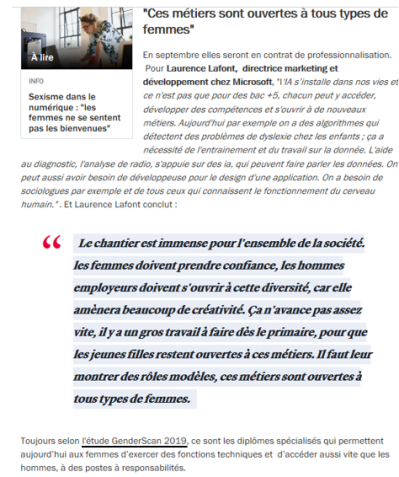 "Ces métiers sont ouvertes à tous types de
femmes"
À lire
INFO
Sexisme dans le
numérique : "les
femmes ne se sentent
pas les bienvenues"
En septembre elles seront en contrat de professionnalisation.
Pour Laurence Lafont, directrice marketing et
développement chez Microsoft, "l'IA s'installe dans nos vies et
ce n'est pas que pour des bac +5, chacun peut y accéder,
développer des compétences et s'ouvrir à de nouveaux
métiers. Aujourd'hui par exemple on a des algorithmes qui
détectent des problèmes de dyslexie chez les enfants ; ça a
nécessité de l'entrainement et du travail sur la donnée. L'aide
au diagnostic, l'analyse de radio, s'appuie sur des ia, qui peuvent faire parler les données. On
peut aussi avoir besoin de développeuse pour le design d'une application. On a besoin de
sociologues par exemple et de tous ceux qui connaissent le fonctionnement du cerveau
humain.". Et Laurence Lafont conclut :
“ Le chantier est immense pour l'ensemble de la société.
les femmes doivent prendre confiance, les hommes
employeurs doivent s'ouvrir à cette diversité, car elle
amènera beaucoup de créativité. Ça n'avance pas assez
vite, il y a un gros travail à faire dès le primaire, pour que
les jeunes filles restent ouvertes à ces métiers. Il faut leur
montrer des rôles modèles, ces métiers sont ouvertes à
tous types de femmes.
Toujours selon l'étude GenderScan 2019, ce sont les diplômes spécialisés qui permettent
aujourd'hui aux femmes d'exercer des fonctions techniques et d'accéder aussi vite que les
hommes, à des postes à responsabilités.